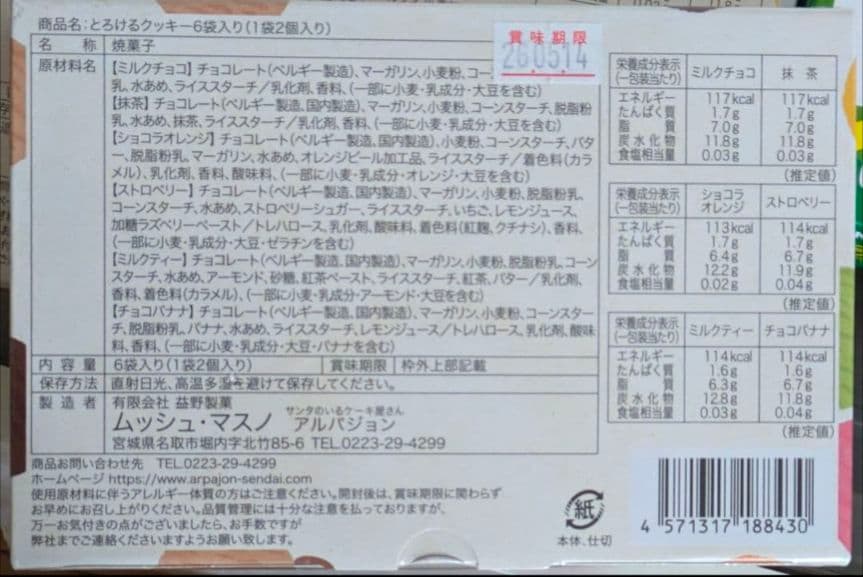 商品名:とろけるクッキー6袋入り(1袋2個入り)
賞味期限
260514
名称 焼菓子
原材料名
【ミルクチョコ】チョコレート(ベルギー製造)、マーガリン、小麦粉、コー
乳、水あめ、ライススターチ/乳化剤、香料、(一部に小麦・乳成分・大豆を含む)
【抹茶】チョコレート(ベルギー製造、国内製造)、マーガリン、小麦粉、コーンスターチ、脱脂粉
乳、水あめ、抹茶、ライススターチ/乳化剤、香料、(一部に小麦・乳成分・大豆を含む)
【ショコラオレンジ】チョコレート(ベルギー製造、国内製造)、小麦粉、コーンスターチ、バタ
ー、脱脂粉乳、マーガリン、水あめ、オレンジピール加工品、ライススターチ/着色料(カラ
メル)、乳化剤、香料、酸味料、(一部に小麦・乳成分・オレンジ・大豆を含む)
【ストロベリー】チョコレート(ベルギー製造、国内製造)、マーガリン、小麦粉、脱脂粉乳、
コーンスターチ、水あめ、ストロベリーシュガー、ライススターチ、いちご、レモンジュース、
加糖ラズベリーペースト/トレハロース、乳化剤、酸味料、着色料(紅麹、クチナシ)、香料、
(一部に小麦・乳成分・大豆・ゼラチンを含む)
【ミルクティー】チョコレート(ベルギー製造、国内製造)、マーガリン、小麦粉、脱脂粉乳、コーン
スターチ、水あめ、アーモンド、砂糖、紅茶ペースト、ライススターチ、紅茶、バター/乳化剤、
香料、着色料(カラメル)、(一部に小麦・乳成分・アーモンド・大豆を含む)
【チョコバナナ】チョコレート(ベルギー製造、国内製造)、マーガリン、小麦粉、コーンスター
チ、脱脂粉乳、バナナ、水あめ、ライススターチ、レモンジュース/トレハロース、乳化剤、酸味
料、香料、(一部に小麦・乳成分・大豆・バナナを含む)
内容量 6袋入り(1袋2個入り) 賞味期限 枠外上部記載
保存方法 直射日光、高温多湿を避けて保存してください。
製造者 有限会社 益野製菓
サンタのいるケーキ屋さん
ムッシュ・マスノ アルパジョン
宮城県名取市堀内字北竹85-6 TEL.0223-29-4299
商品お問い合わせ先 TEL.0223-29-4299
ホームページ https://www.arpajon-sendai.com
使用原材料に伴うアレルギー体質の方はご注意ください。開封後は、賞味期限に関わらず
お早めにお召し上がりください。品質管理には十分な注意を払っておりますが、
万一お気付きの点がございましたら、お手数ですが
弊社までご連絡くださいますようお願い致します。
栄養成分表示 (一包装当たり) ミルクチョコ 抹茶
エネルギー 117kcal 117kcal
たんぱく質 1.7g 1.7g
脂質 7.0g 7.0g
炭水化物 11.8g 11.8g
食塩相当量 0.03g 0.03g
(推定値)
栄養成分表示 (一包装当たり) ショコラオレンジ ストロベリー
エネルギー 113kcal 114kcal
たんぱく質 1.7g 1.7g
脂質 6.4g 6.7g
炭水化物 12.2g 11.9g
食塩相当量 0.02g 0.04g
(推定値)
栄養成分表示 (一包装当たり) ミルクティー チョコバナナ
エネルギー 114kcal 114kcal
たんぱく質 1.6g 1.6g
脂質 6.3g 6.7g
炭水化物 12.8g 11.8g
食塩相当量 0.03g 0.04g
(推定値)
紙
本体、仕切
4 571317 188430